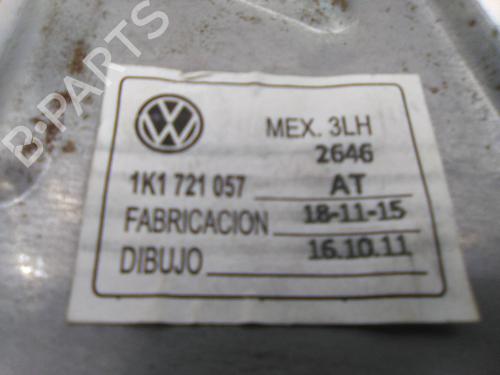 B-PARTS
MEX. 3LH
2646
1K1 721 057 AT
FABRICACION 18-11-15
DIBUJO 16.10.11